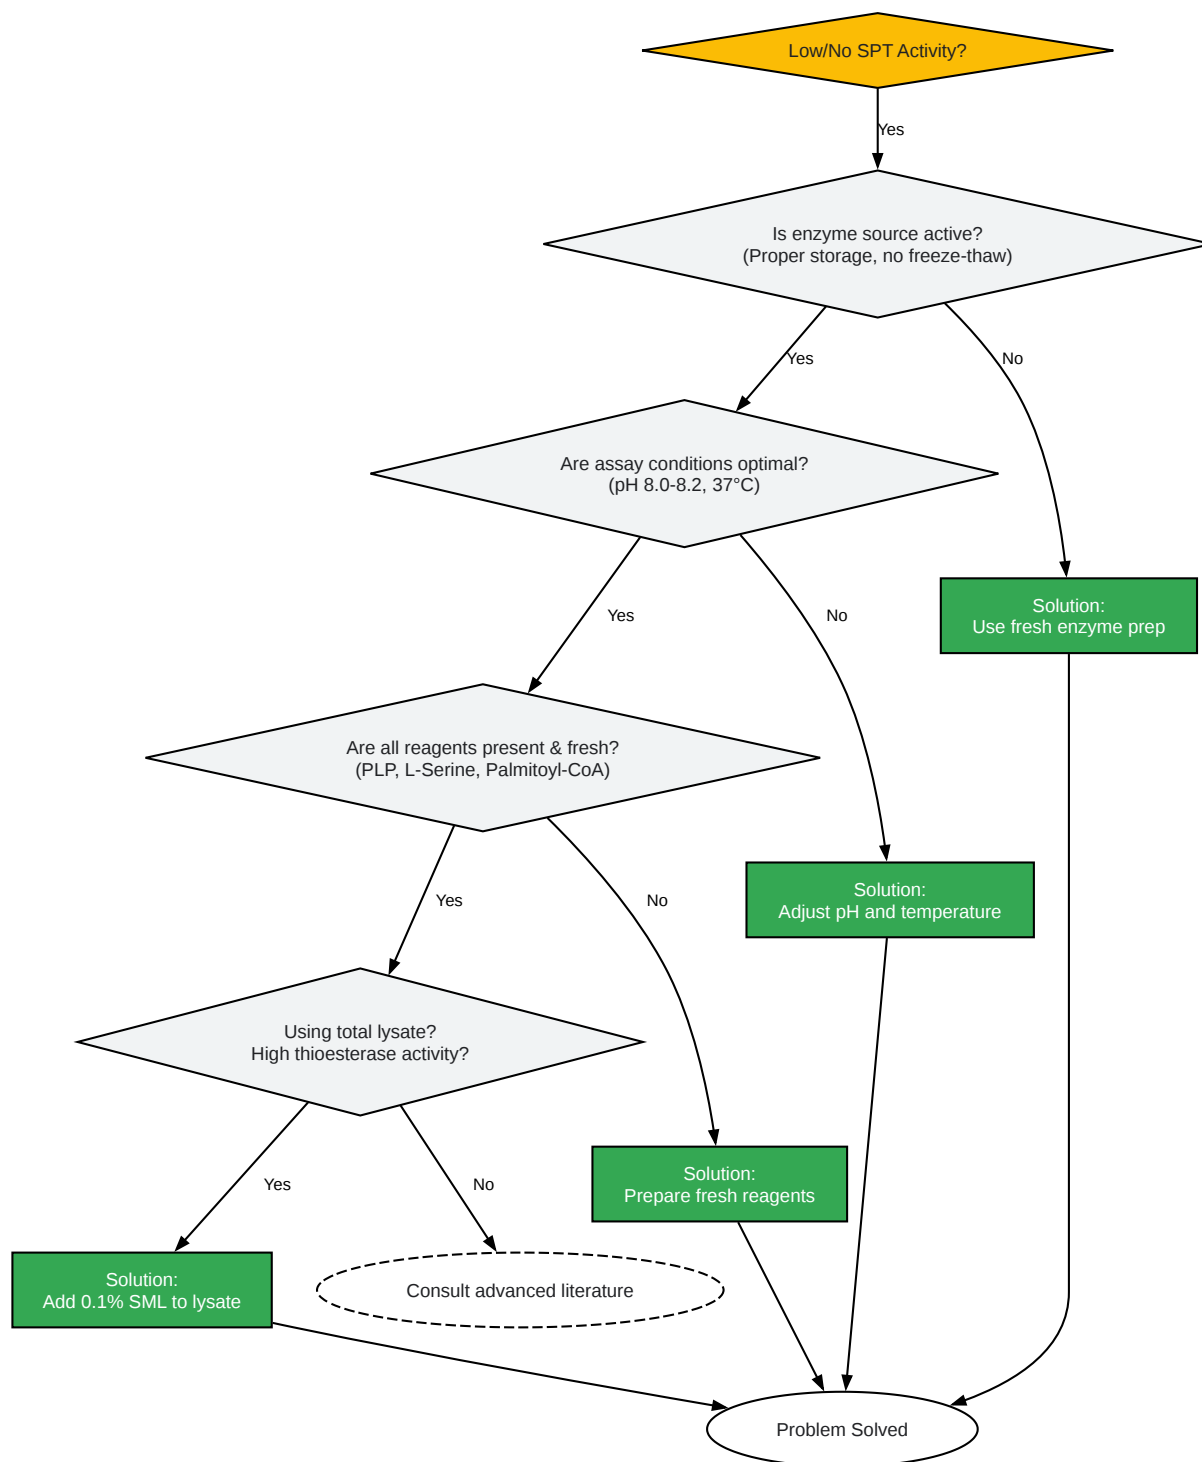 Low/No SPT Activity?
Yes
Is enzyme source active?
(Proper storage, no freeze-thaw)
Yes
No
Are assay conditions optimal?
(pH 8.0-8.2, 37°C)
Solution:
Use fresh enzyme prep
Yes
No
Are all reagents present & fresh?
(PLP, L-Serine, Palmitoyl-CoA)
Solution:
Adjust pH and temperature
Yes
No
Using total lysate?
High thioesterase activity?
Solution:
Prepare fresh reagents
Yes
No
Solution:
Add 0.1% SML to lysate
Consult advanced literature
Problem Solved